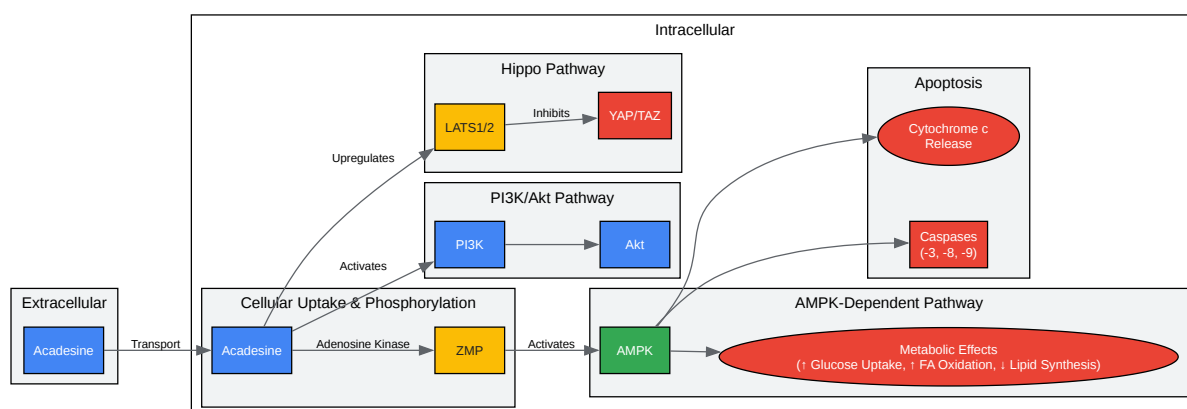 Intracellular
Hippo Pathway
LATS1/2
Inhibits
YAP/TAZ
Apoptosis
Cytochrome c
Release
Caspases
(-3, -8, -9)
Upregulates
PI3K/Akt Pathway
PI3K
Akt
Activates
Extracellular
Acadesine
Transport
Cellular Uptake & Phosphorylation
Acadesine
Adenosine Kinase
ZMP
Activates
AMPK-Dependent Pathway
AMPK
Metabolic Effects
(↑ Glucose Uptake, ↑ FA Oxidation, ↓ Lipid Synthesis)